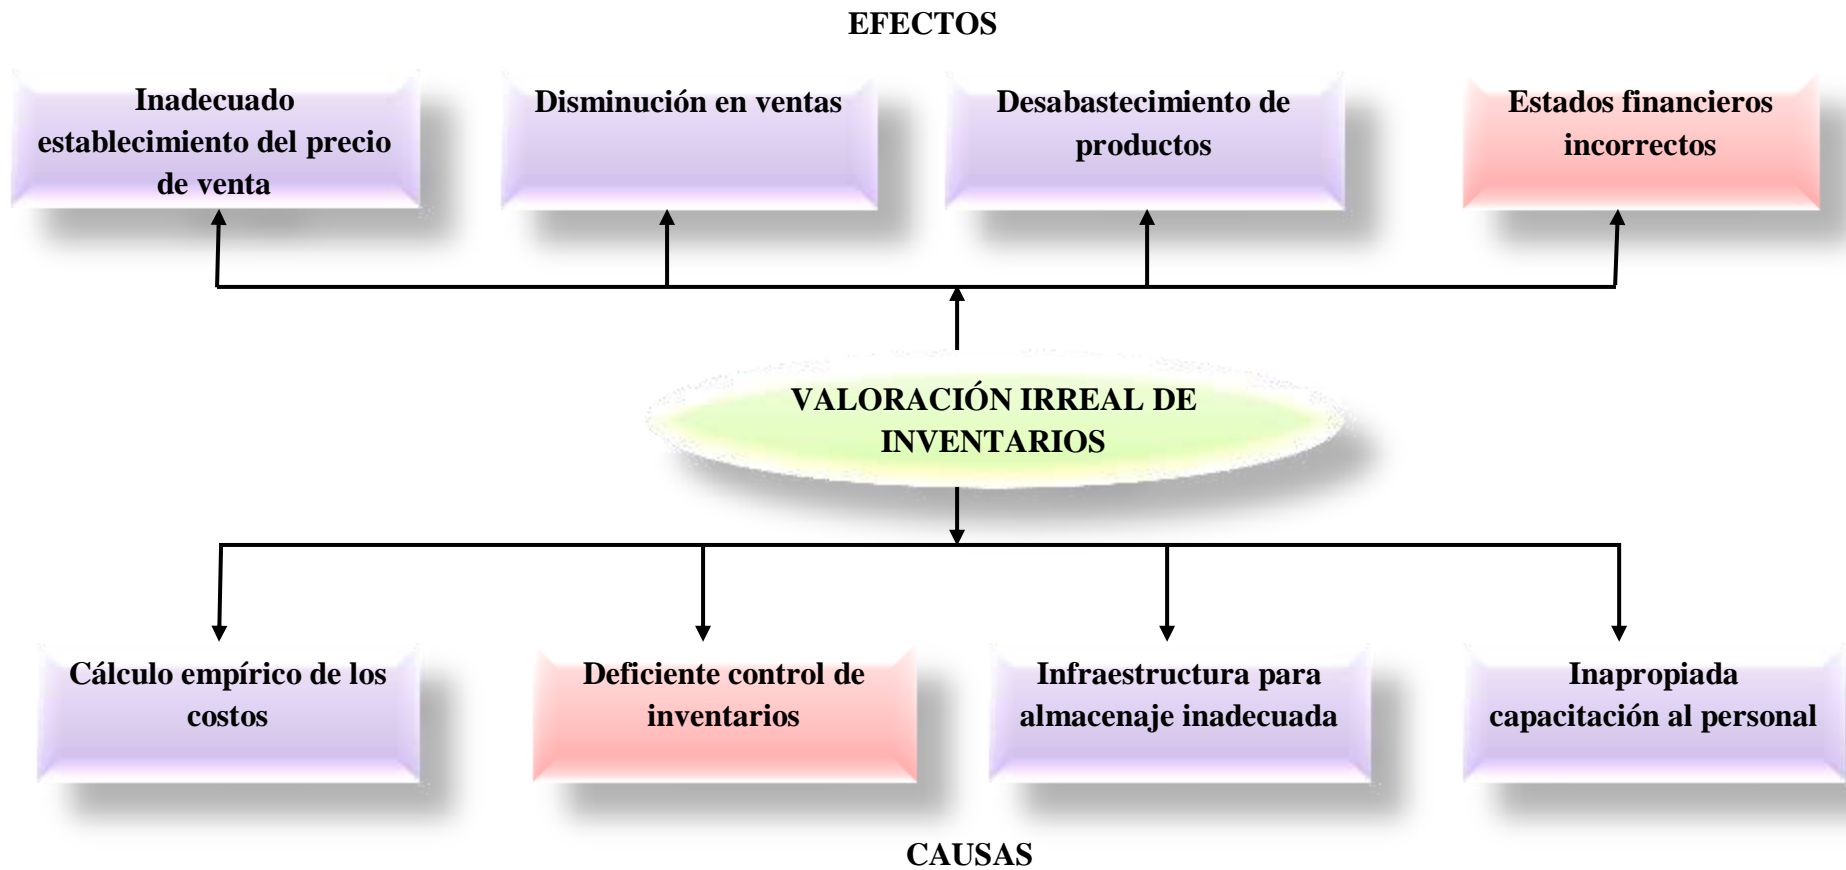 EFECTOS
Inadecuado
establecimiento del precio
de venta
Disminución en ventas
Desabastecimiento de
productos
Estados financieros
incorrectos
VALORACIÓN IRREAL DE
INVENTARIOS
Cálculo empírico de los
costos
Deficiente control de
inventarios
Infraestructura para
almacenaje inadecuada
Inapropiada
capacitación al personal
CAUSAS